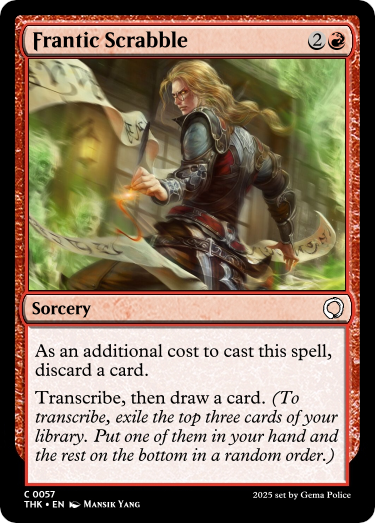 Frantic Scrabble 2
Sorcery
As an additional cost to cast this spell,
discard a card.
Transcribe, then draw a card. (To
transcribe, exile the top three cards of your
library. Put one of them in your hand and
the rest on the bottom in a random order.)
C 0057
THK • EN Mansik Yang 2025 set by Gema Police